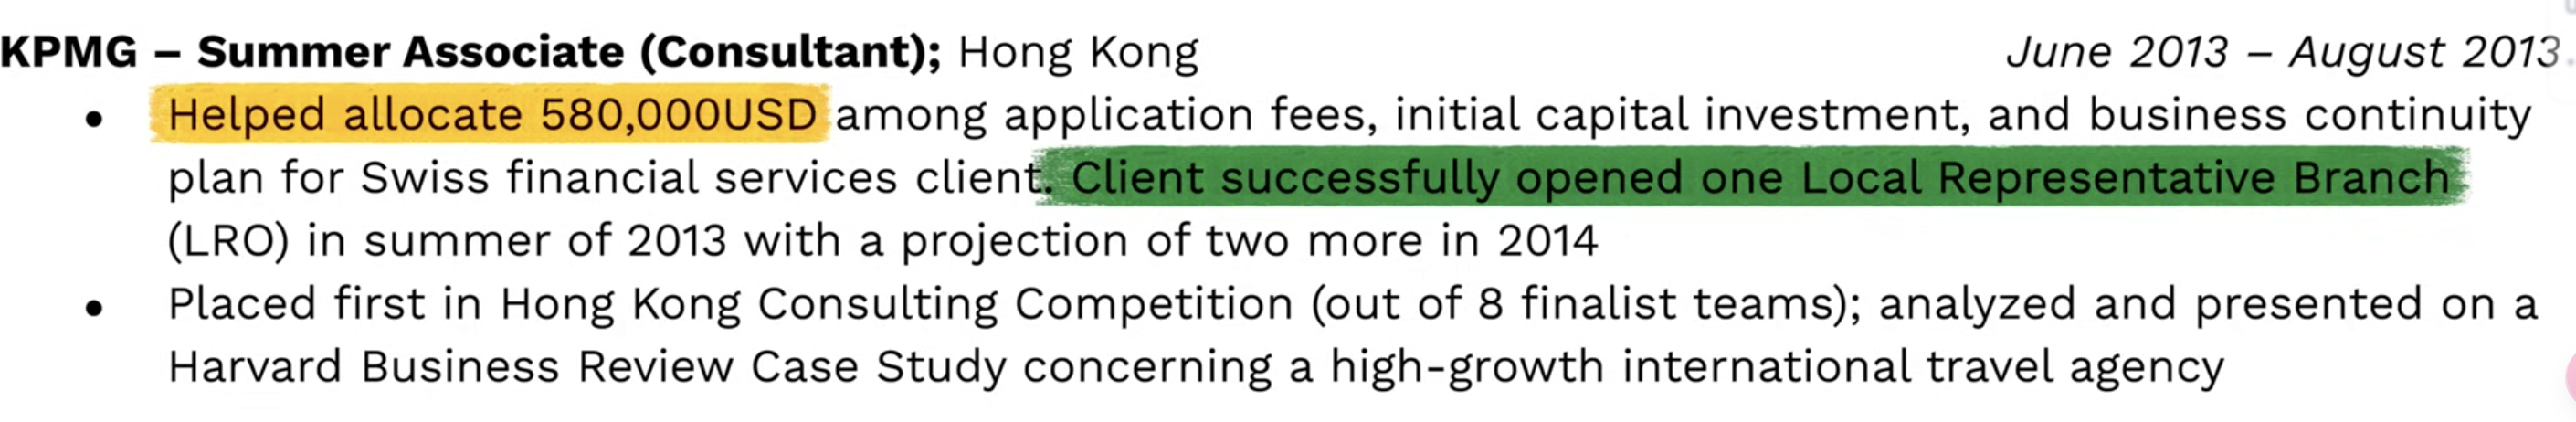 KPMG – Summer Associate (Consultant); Hong Kong June 2013 – August 2013.
• Helped allocate 580,000USD among application fees, initial capital investment, and business continuity
plan for Swiss financial services client. Client successfully opened one Local Representative Branch
(LRO) in summer of 2013 with a projection of two more in 2014
• Placed first in Hong Kong Consulting Competition (out of 8 finalist teams); analyzed and presented on a
Harvard Business Review Case Study concerning a high-growth international travel agency